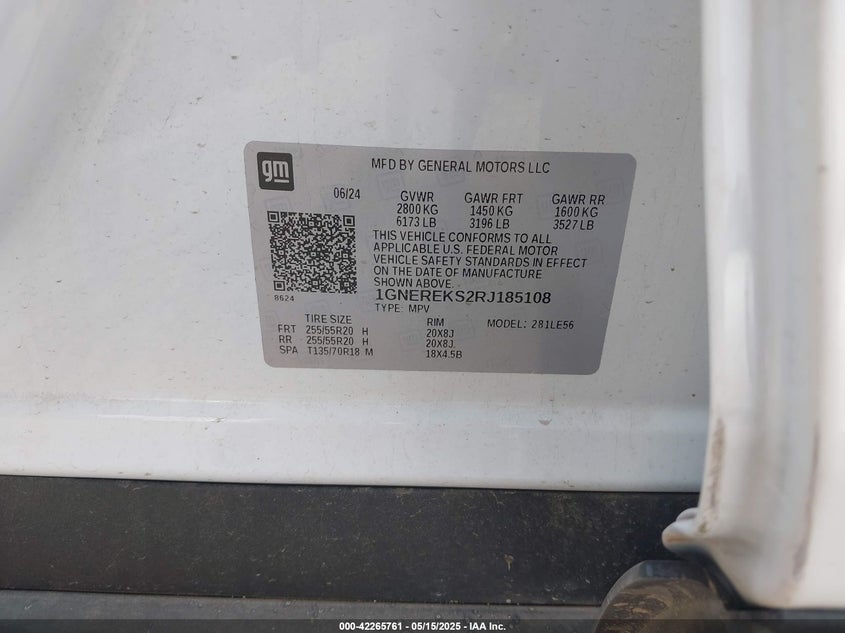 gm
MFD BY GENERAL MOTORS LLC
06/24 GVWR GAWR FRT GAWR RR
2800 KG 1450 KG 1600 KG
6173 LB 3196 LB 3527 LB
THIS VEHICLE CONFORMS TO ALL
APPLICABLE U.S. FEDERAL MOTOR
VEHICLE SAFETY STANDARDS IN EFFECT
ON THE DATE OF MANUFACTURE
SHOWN ABOVE.
8624
1GNEREKS2RJ185108
TYPE: MPV
TIRE SIZE RIM MODEL: 281LE56
FRT 255/55R20 H 20X8J
RR 255/55R20 H 20X8J
SPA T135/70R18 M 18X4.5B
000-42265761 - 05/15/2025 - IAA Inc.